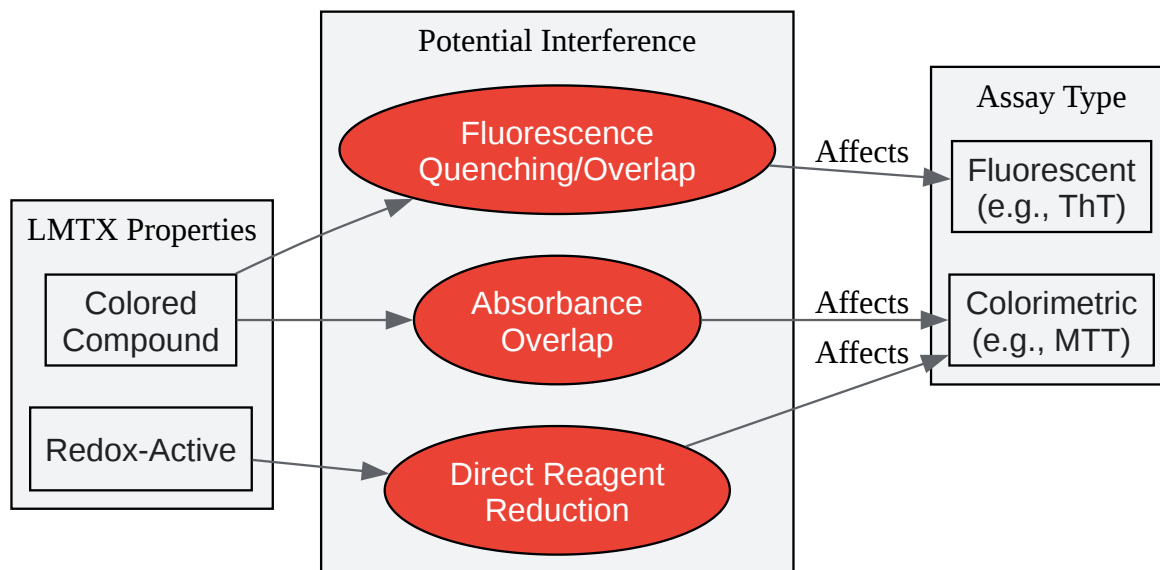 LMTX Properties
Colored
Compound
Redox-Active
Potential Interference
Fluorescence
Quenching/Overlap
Absorbance
Overlap
Direct Reagent
Reduction
Affects
Affects
Affects
Assay Type
Fluorescent
(e.g., ThT)
Colorimetric
(e.g., MTT)